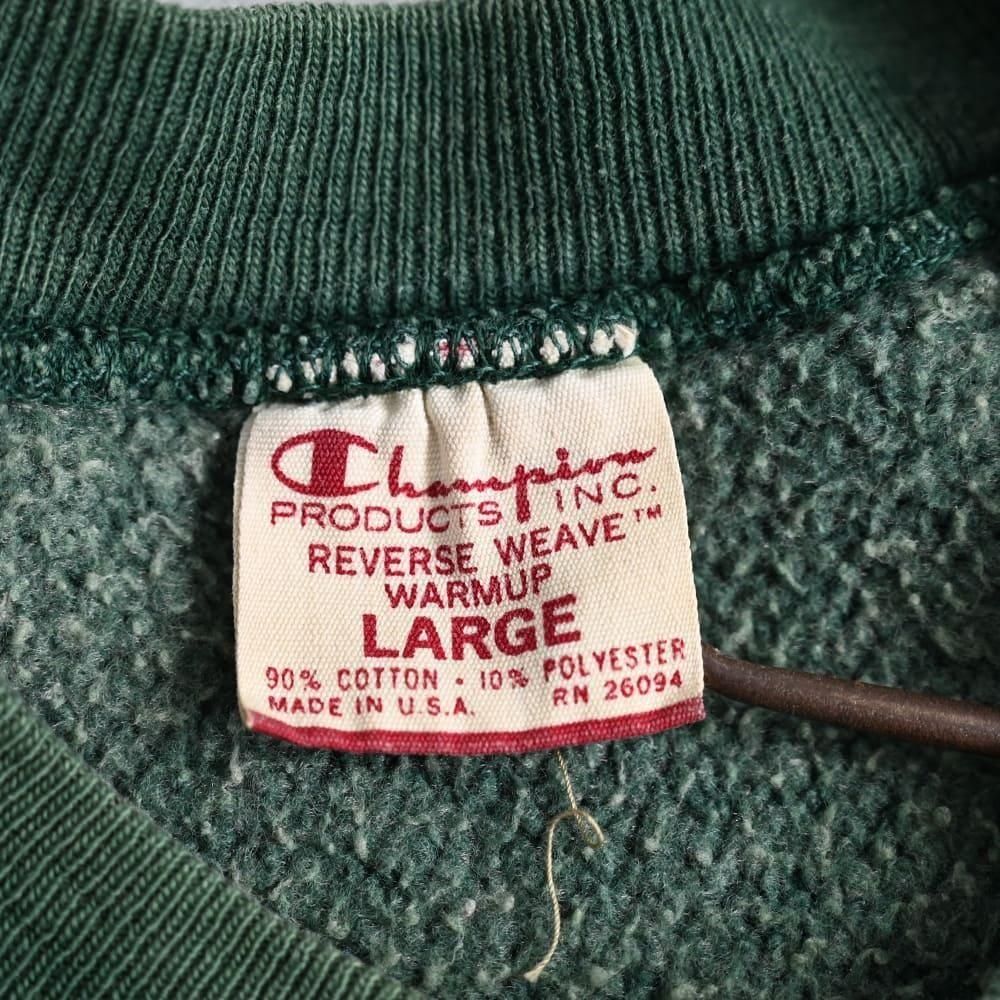 Champion
PRODUCTS INC.
REVERSE WEAVE™
WARMUP
LARGE
90% COTTON · 10% POLYESTER
MADE IN U.S.A. RN 26094